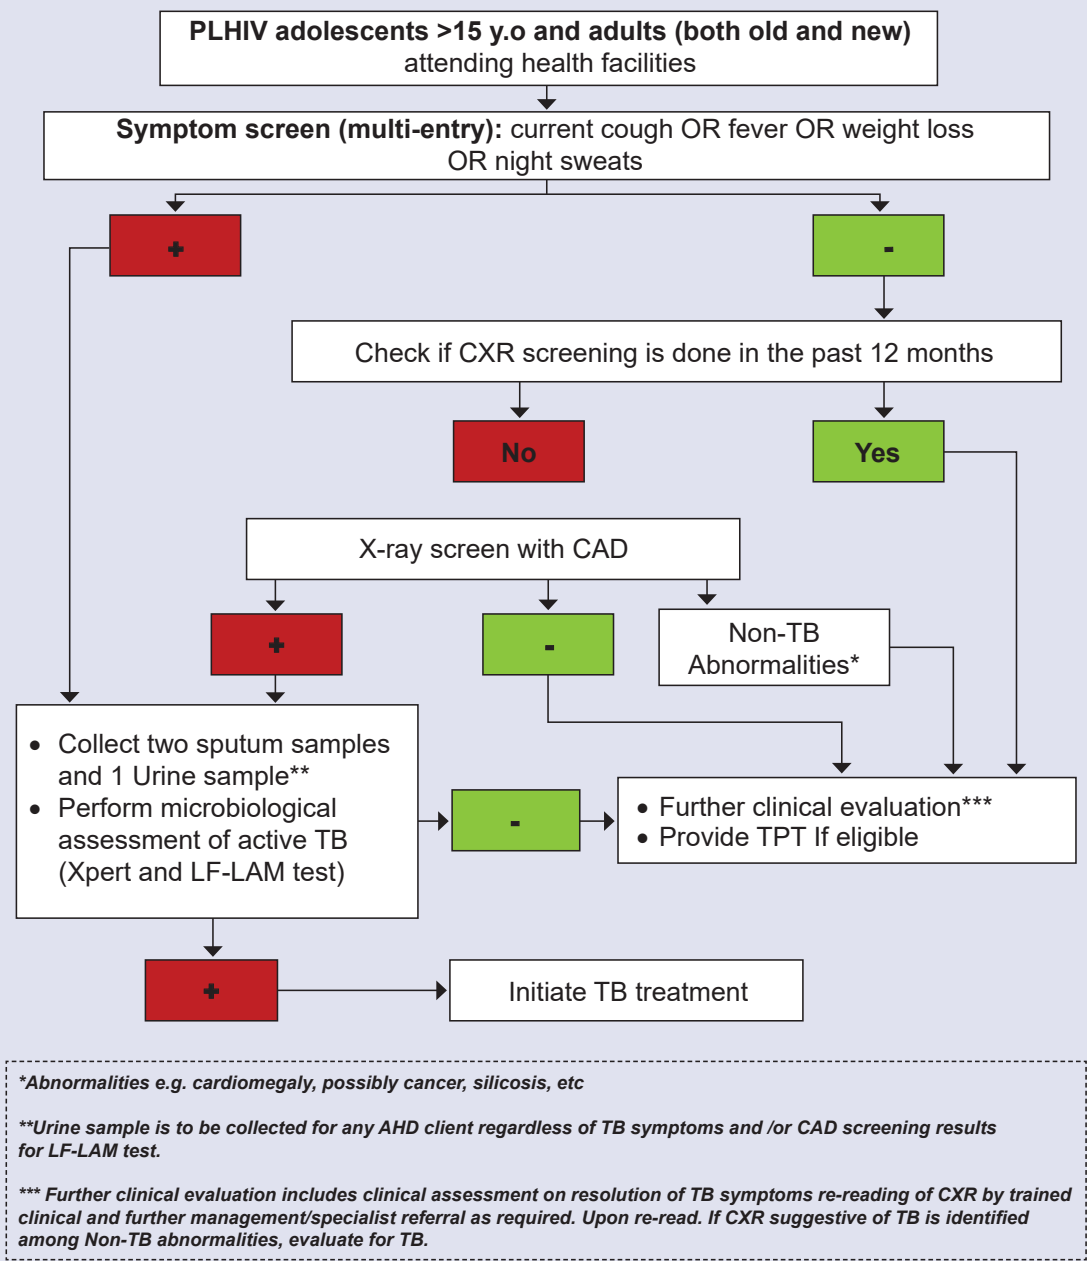 PLHIV adolescents >15 y.o and adults (both old and new)
attending health facilities
Symptom screen (multi-entry): current cough OR fever OR weight loss
OR night sweats
+
-
Check if CXR screening is done in the past 12 months
No
Yes
X-ray screen with CAD
+
-
Non-TB
Abnormalities*
• Collect two sputum samples
and 1 Urine sample**
• Perform microbiological
assessment of active TB
(Xpert and LF-LAM test)
-
• Further clinical evaluation***
• Provide TPT If eligible
+
Initiate TB treatment
*Abnormalities e.g. cardiomegaly, possibly cancer, silicosis, etc
**Urine sample is to be collected for any AHD client regardless of TB symptoms and /or CAD screening results
for LF-LAM test.
*** Further clinical evaluation includes clinical assessment on resolution of TB symptoms re-reading of CXR by trained
clinical and further management/specialist referral as required. Upon re-read. If CXR suggestive of TB is identified
among Non-TB abnormalities, evaluate for TB.